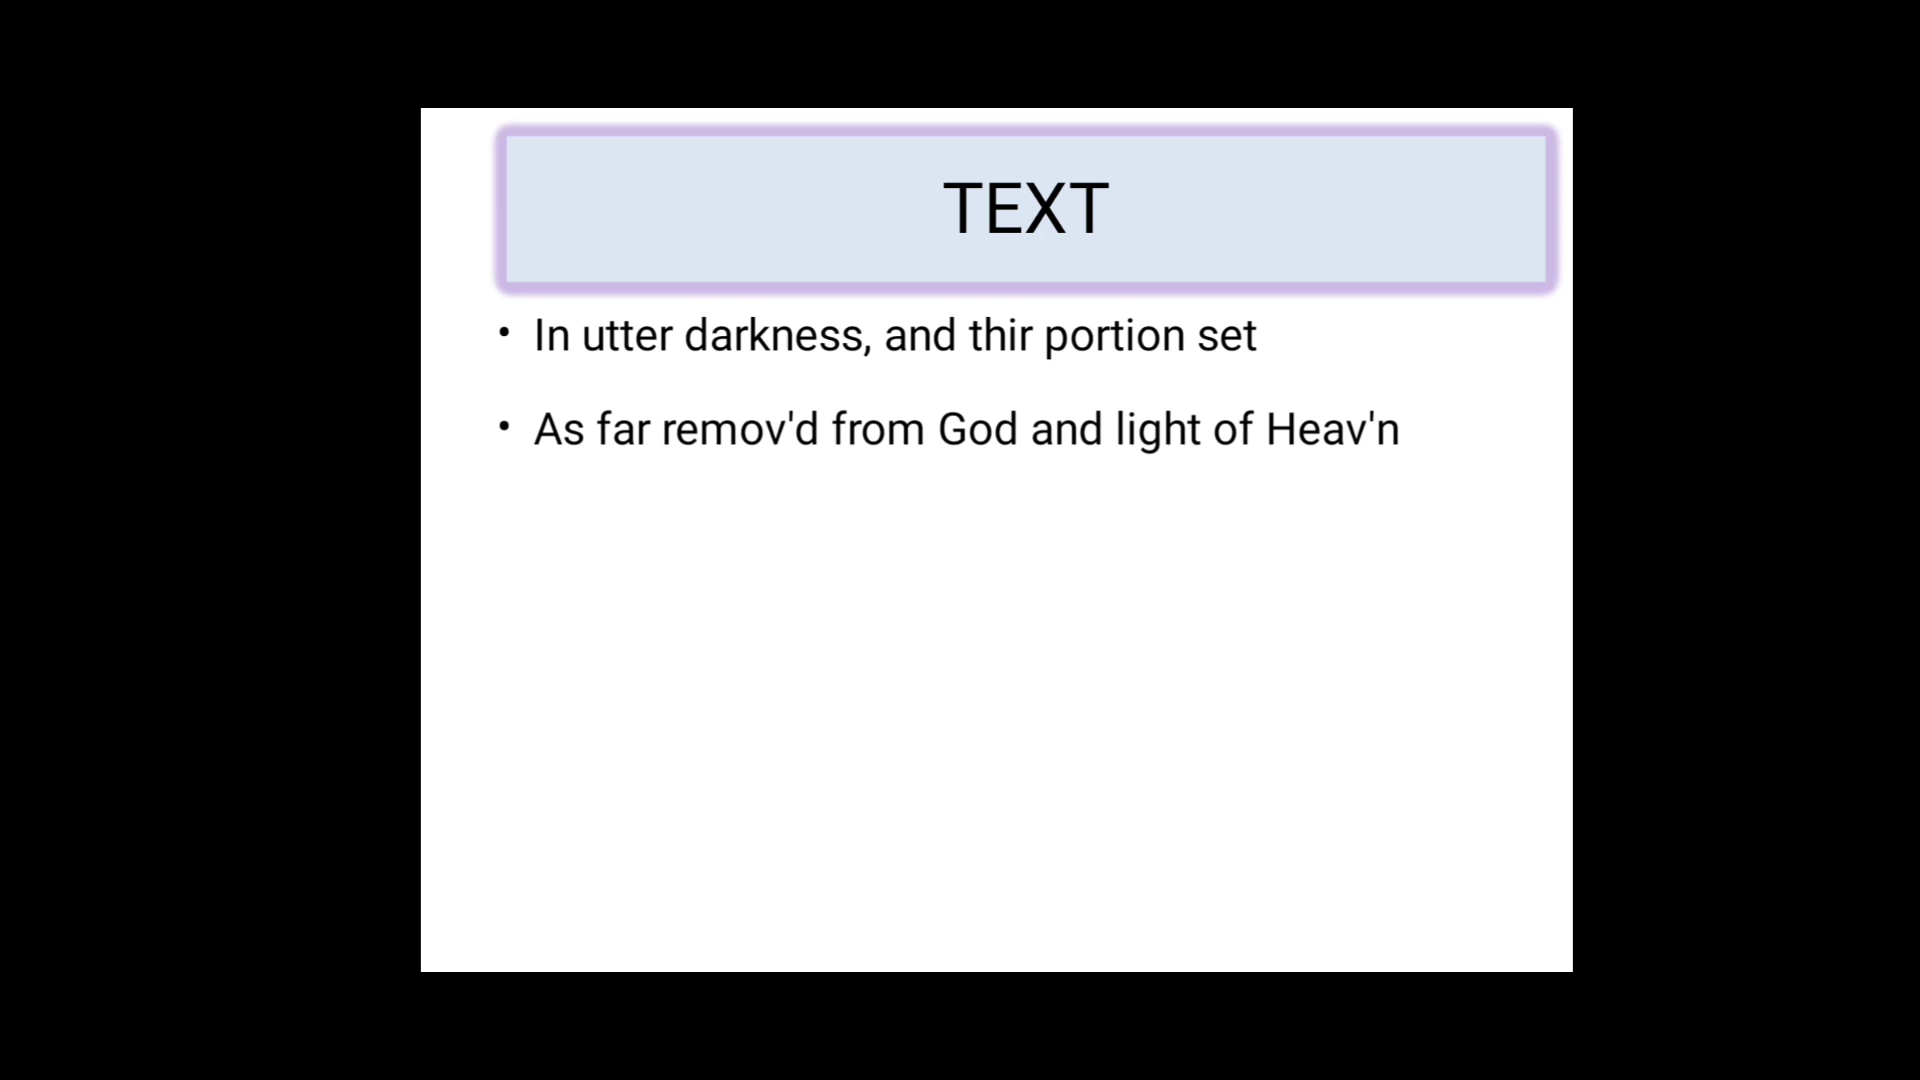 TEXT
• In utter darkness, and thir portion set
• As far remov'd from God and light of Heav'n